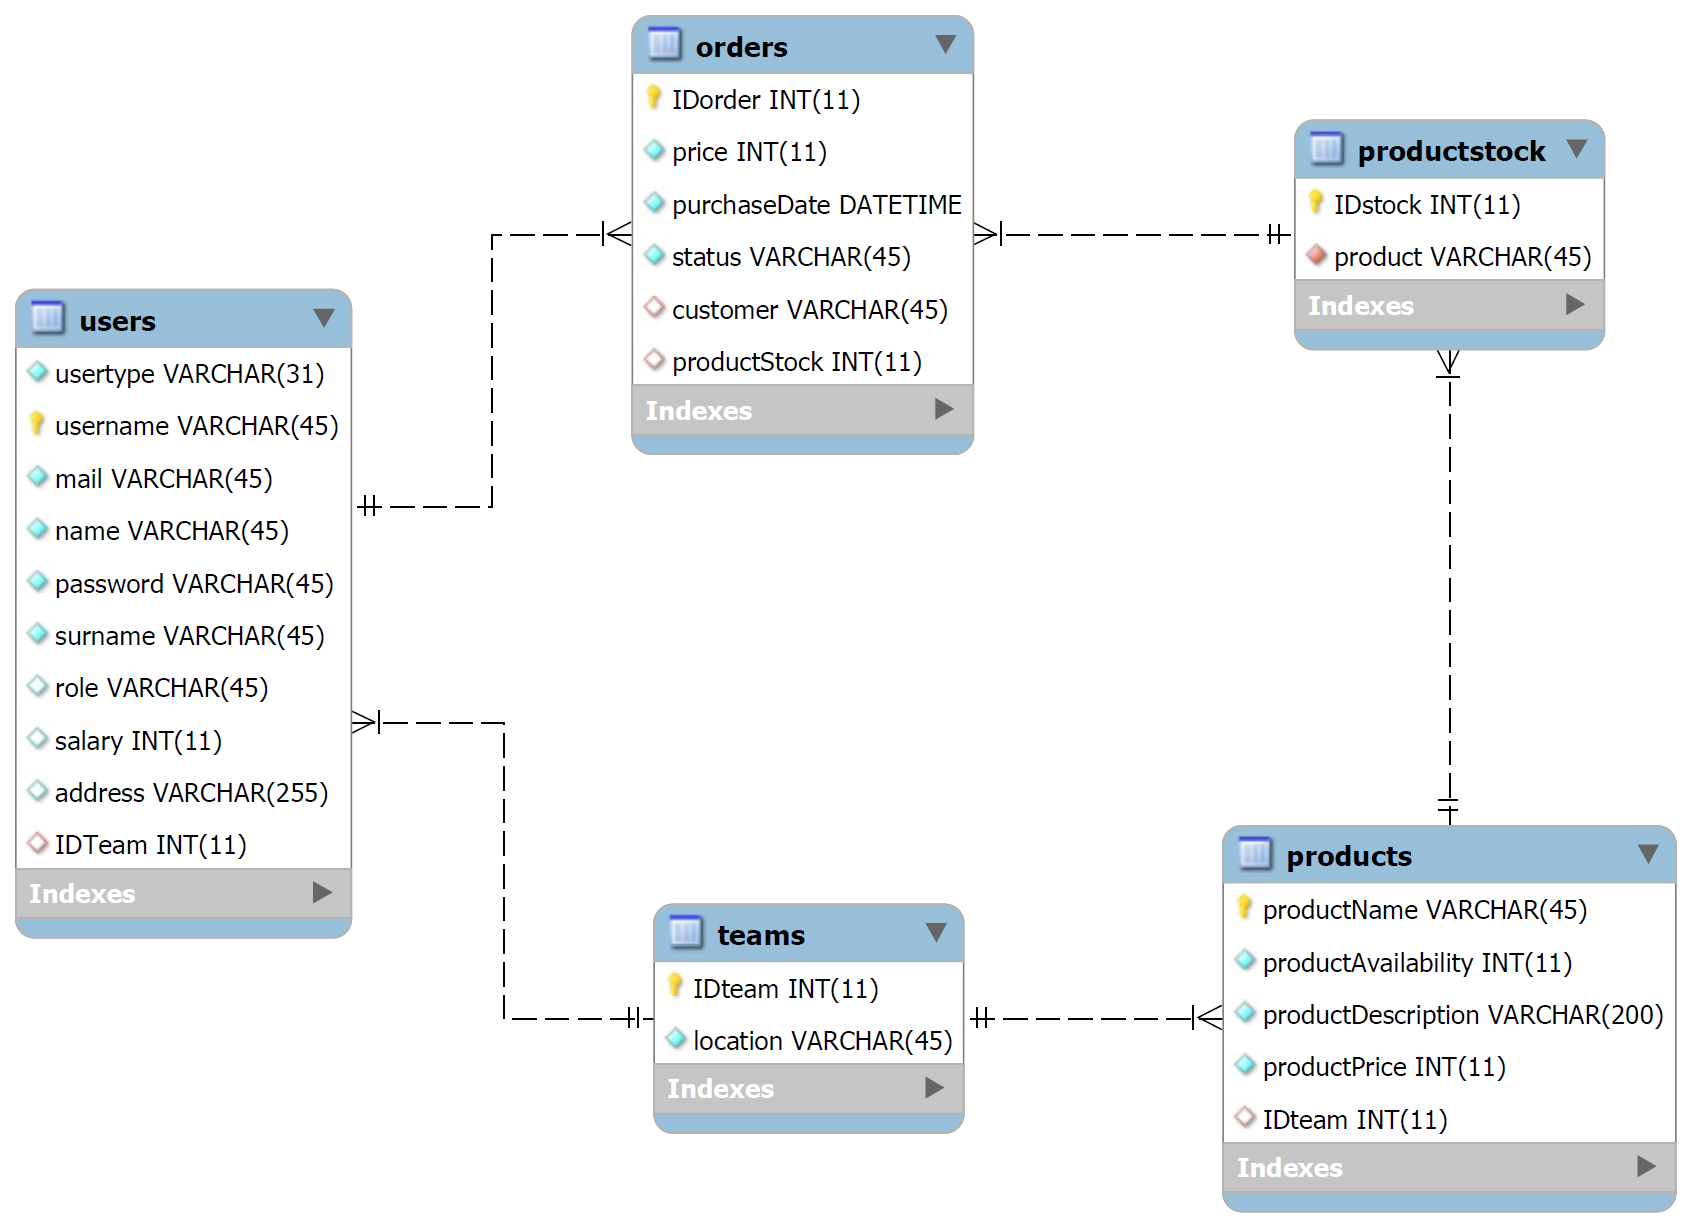 orders
IDorder INT(11)
price INT(11)
purchaseDate DATETIME
status VARCHAR(45)
customer VARCHAR(45)
productStock INT(11)
Indexes
productstock
IDstock INT(11)
product VARCHAR(45)
Indexes
users
usertype VARCHAR(31)
username VARCHAR(45)
mail VARCHAR(45)
name VARCHAR(45)
password VARCHAR(45)
surname VARCHAR(45)
role VARCHAR(45)
salary INT(11)
address VARCHAR(255)
IDTeam INT(11)
Indexes
teams
IDteam INT(11)
location VARCHAR(45)
Indexes
products
productName VARCHAR(45)
productAvailability INT(11)
productDescription VARCHAR(200)
productPrice INT(11)
IDteam INT(11)
Indexes